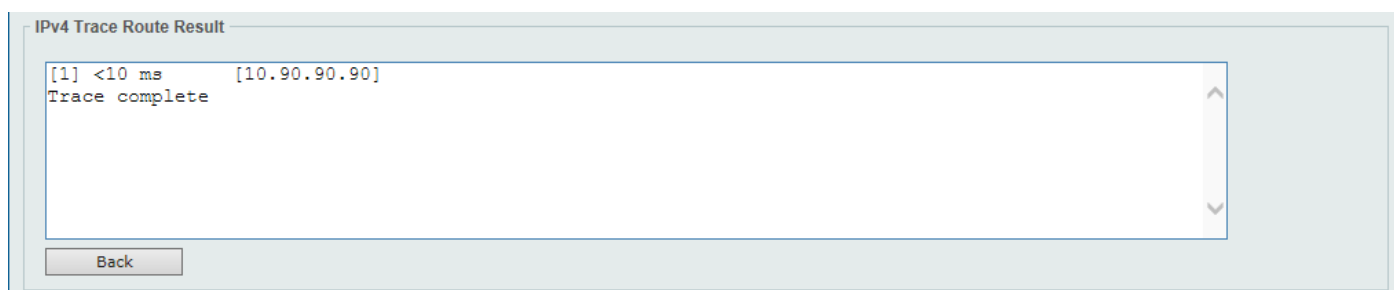 IPv4 Trace Route Result
[1] <10 ms [10.90.90.90]
Trace complete
Back